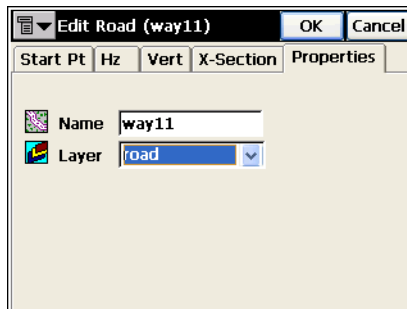 Edit Road (way11) OK Cancel
Start Pt Hz Vert X-Section Properties
Name way11
Layer road